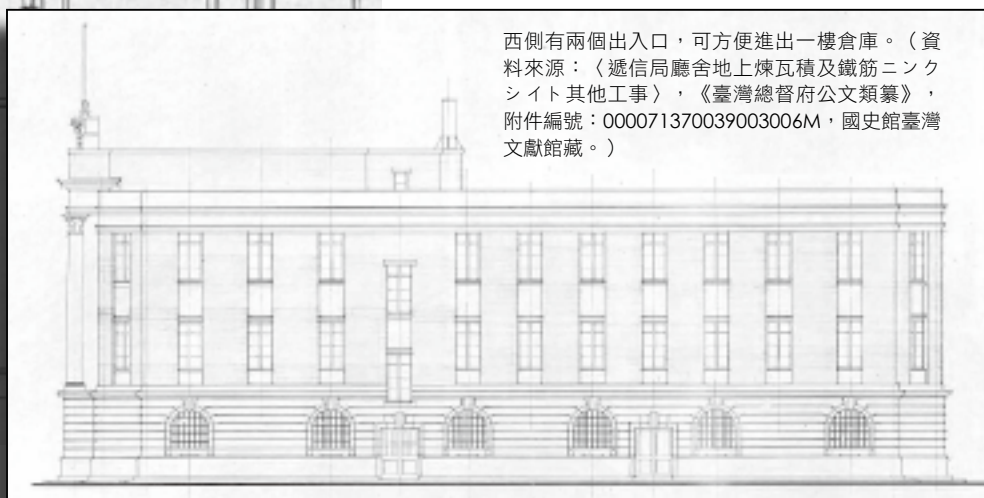 西側有兩個出入口，可方便進出一樓倉庫。（資
料來源：〈遞信局廳舍地上煉瓦積及鐵筋ニンク
シイト其他工事〉，《臺灣總督府公文類纂》，
附件編號：000071370039003006M，國史館臺灣
文獻館藏。）